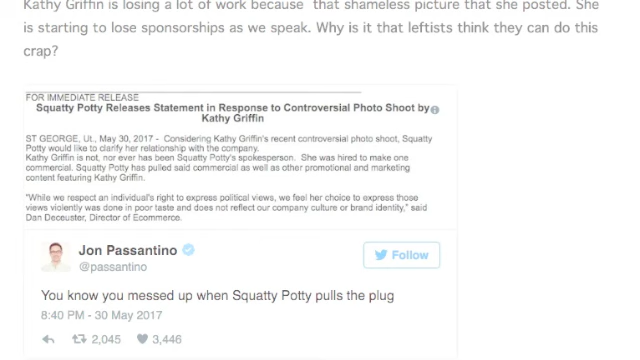 Kathy Griffin is losing a lot of work because that shameless picture that she posted. She
is starting to lose sponsorships as we speak. Why is it that leftists think they can do this
crap?
FOR IMMEDIATE RELEASE
Squatty Potty Releases Statement in Response to Controversial Photo Shoot by
Kathy Griffin
ST GEORGE, Ut., May 30, 2017 - Considering Kathy Griffin's recent controversial photo shoot, Squatty
Potty would like to clarify her relationship with the company.
Kathy Griffin is not, nor ever has been Squatty Potty's spokesperson. She was hired to make one
commercial. Squatty Potty has pulled said commercial as well as other promotional and marketing
content featuring Kathy Griffin.
"While we respect an individual's right to express political views, we feel her choice to express those
views violently was done in poor taste and does not reflect our company culture or brand identity," said
Dan Deceuster, Director of Ecommerce.
Jon Passantino
Follow
@passantino
You know you messed up when Squatty Potty pulls the plug
8:40 PM - 30 May 2017
2,045 3,446